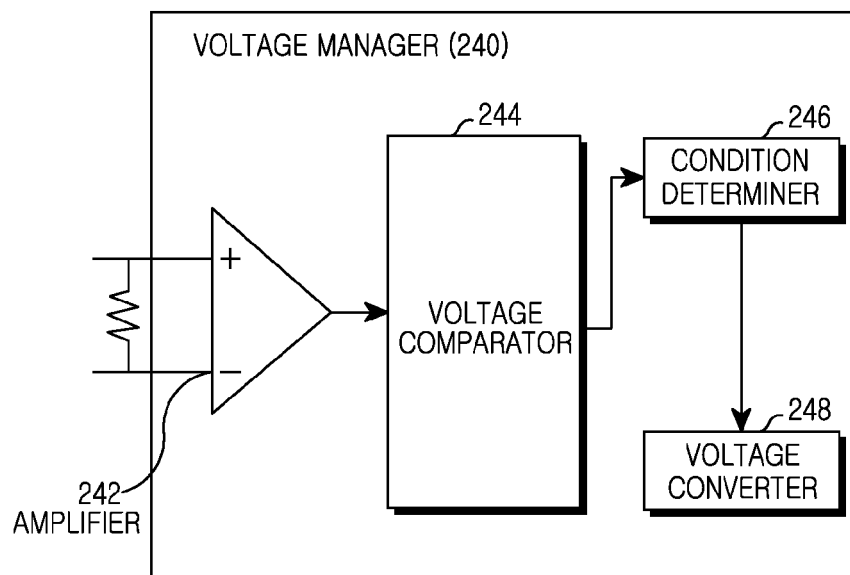 VOLTAGE MANAGER (240)
244
246
CONDITION
DETERMINER
+
VOLTAGE
COMPARATOR
−
248
VOLTAGE
CONVERTER
242
AMPLIFIER